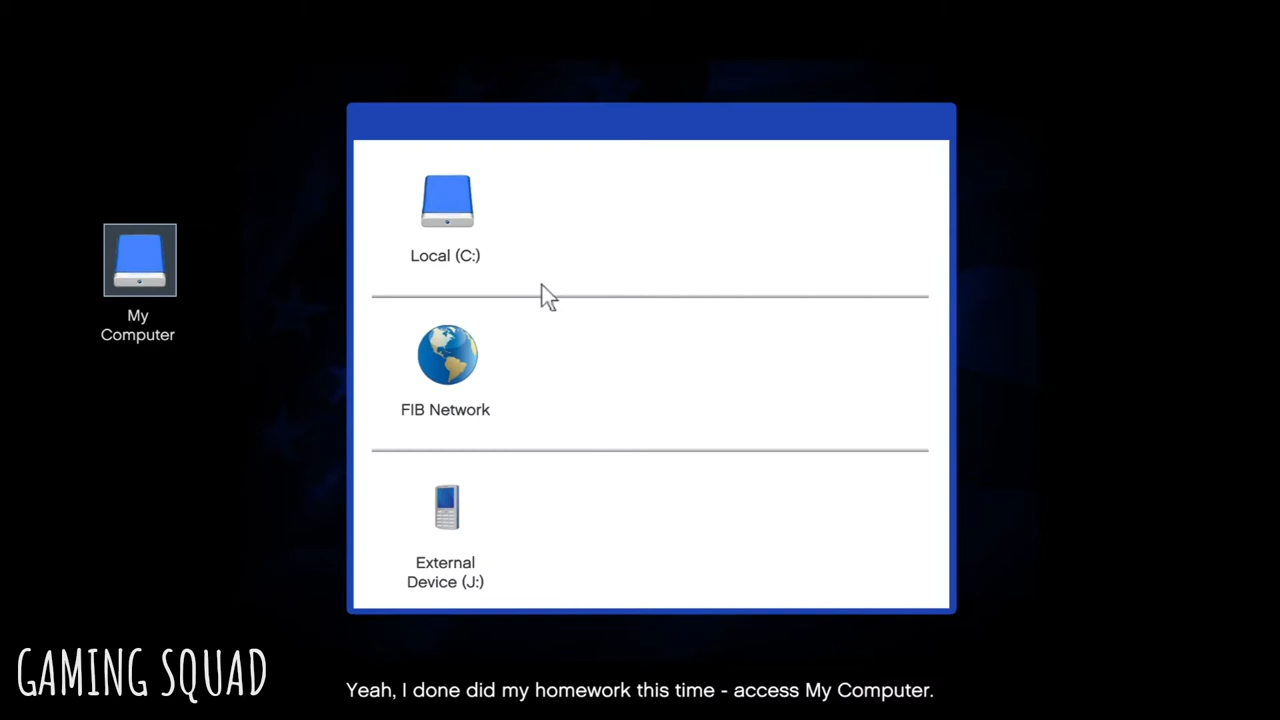 Local (C:)
My
Computer
FIB Network
External
Device (J:)
GAMING SQUAD
Yeah, I done did my homework this time - access My Computer.